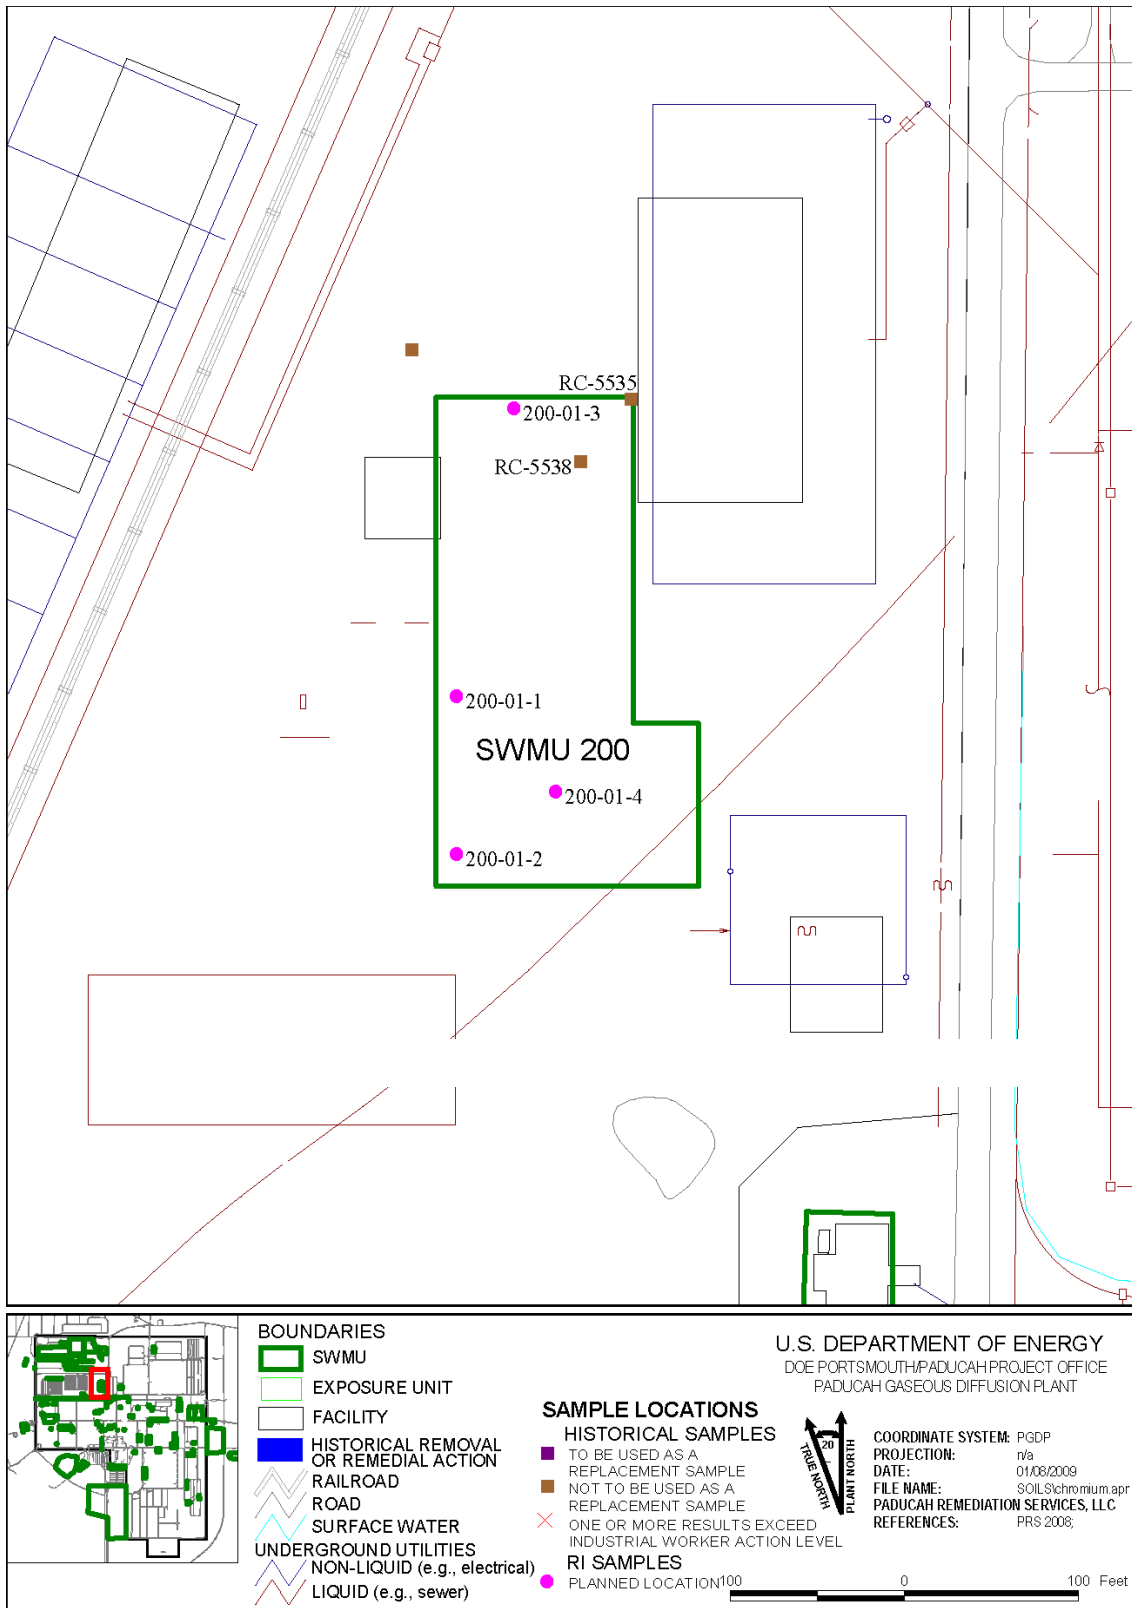 RC-5535
200-01-3
RC-5538
200-01-1
SWMU 200
200-01-4
200-01-2
BOUNDARIES
SWMU
EXPOSURE UNIT
FACILITY
HISTORICAL REMOVAL
OR REMEDIAL ACTION
RAILROAD
ROAD
SURFACE WATER
UNDERGROUND UTILITIES
NON-LIQUID (e.g., electrical)
LIQUID (e.g., sewer)
SAMPLE LOCATIONS
HISTORICAL SAMPLES
TO BE USED AS A
REPLACEMENT SAMPLE
NOT TO BE USED AS A
REPLACEMENT SAMPLE
ONE OR MORE RESULTS EXCEED
INDUSTRIAL WORKER ACTION LEVEL
RI SAMPLES
PLANNED LOCATION
U.S. DEPARTMENT OF ENERGY
DOE PORTSMOUTH/PADUCAH PROJECT OFFICE
PADUCAH GASEOUS DIFFUSION PLANT
20
TRUE NORTH
PLANT NORTH
COORDINATE SYSTEM: PGDP
PROJECTION: n/a
DATE: 01/08/2009
FILE NAME: SOILS\chromium.apr
PADUCAH REMEDIATION SERVICES, LLC
REFERENCES: PRS 2008;
100 0 100 Feet